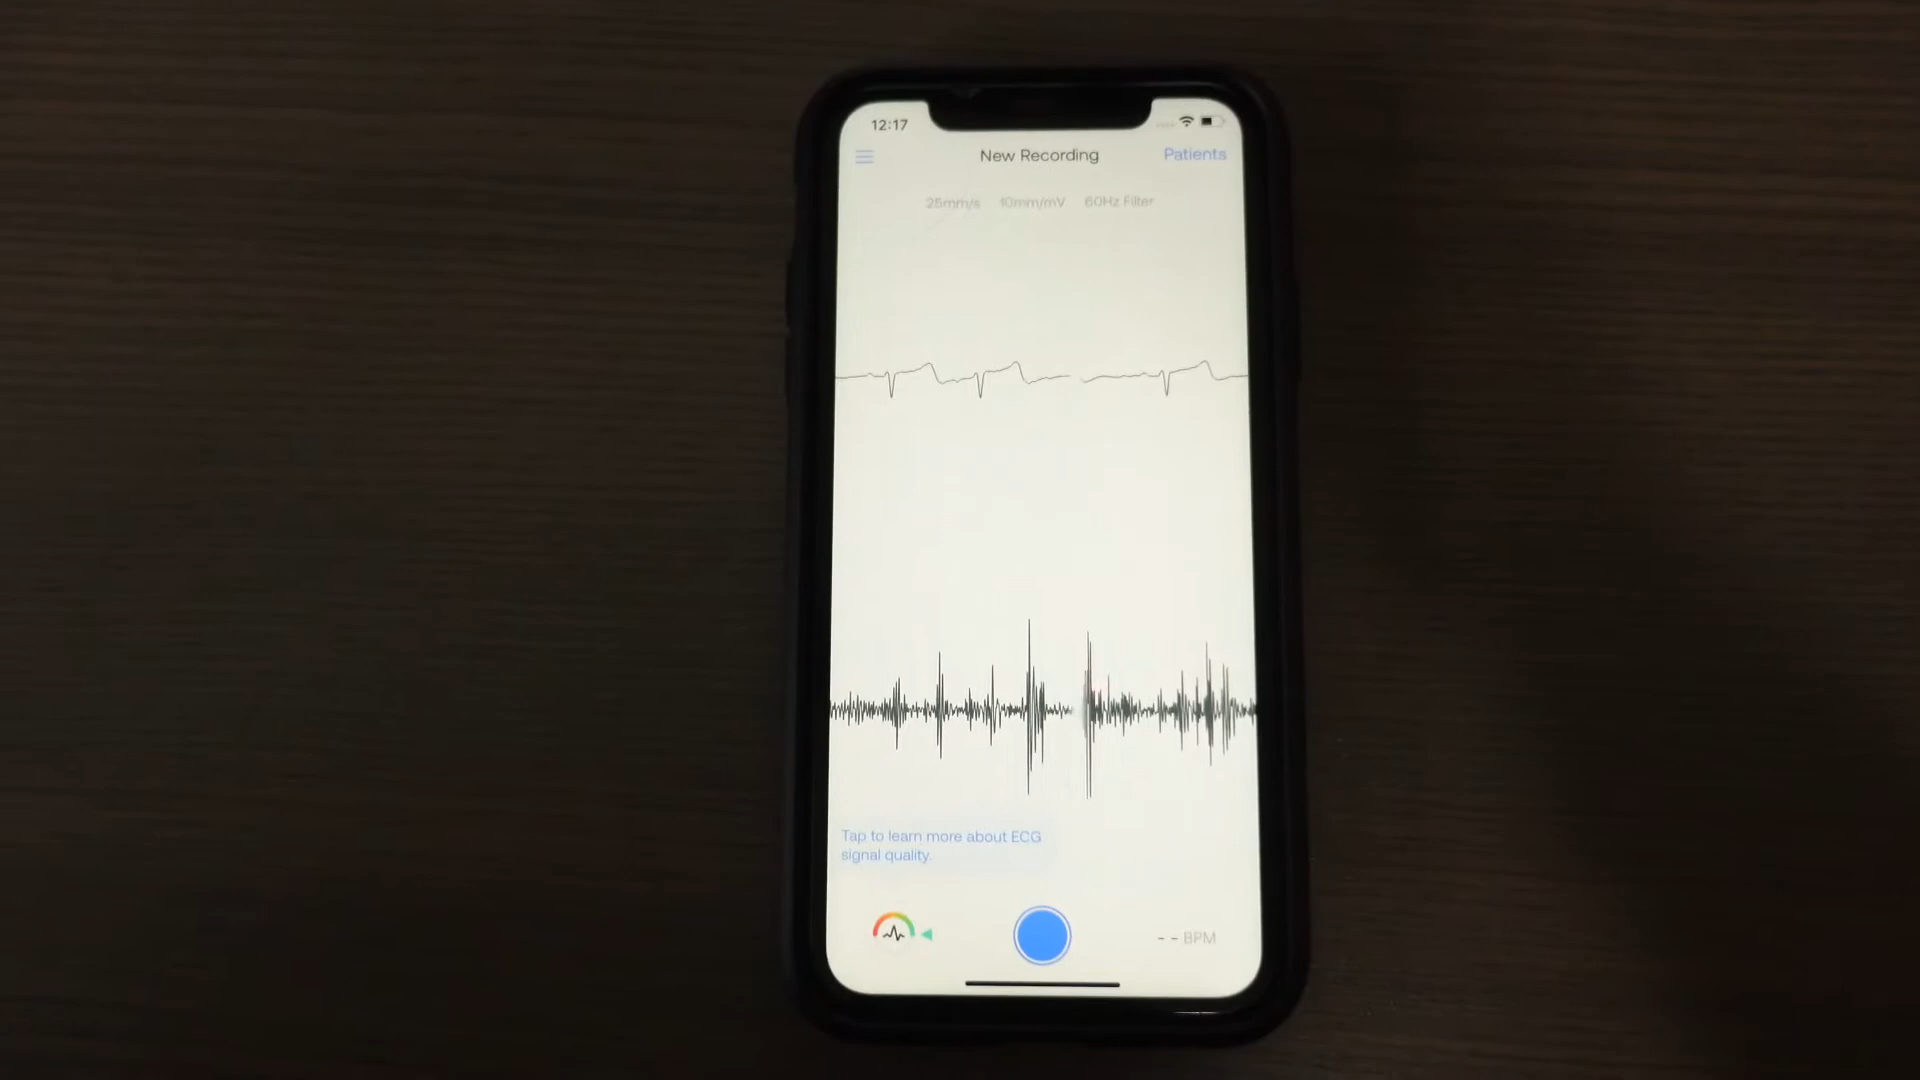 12:17
New Recording
Patients
25mm/s 10mm/mV 60Hz Filter
Tap to learn more about ECG
signal quality.
- - BPM